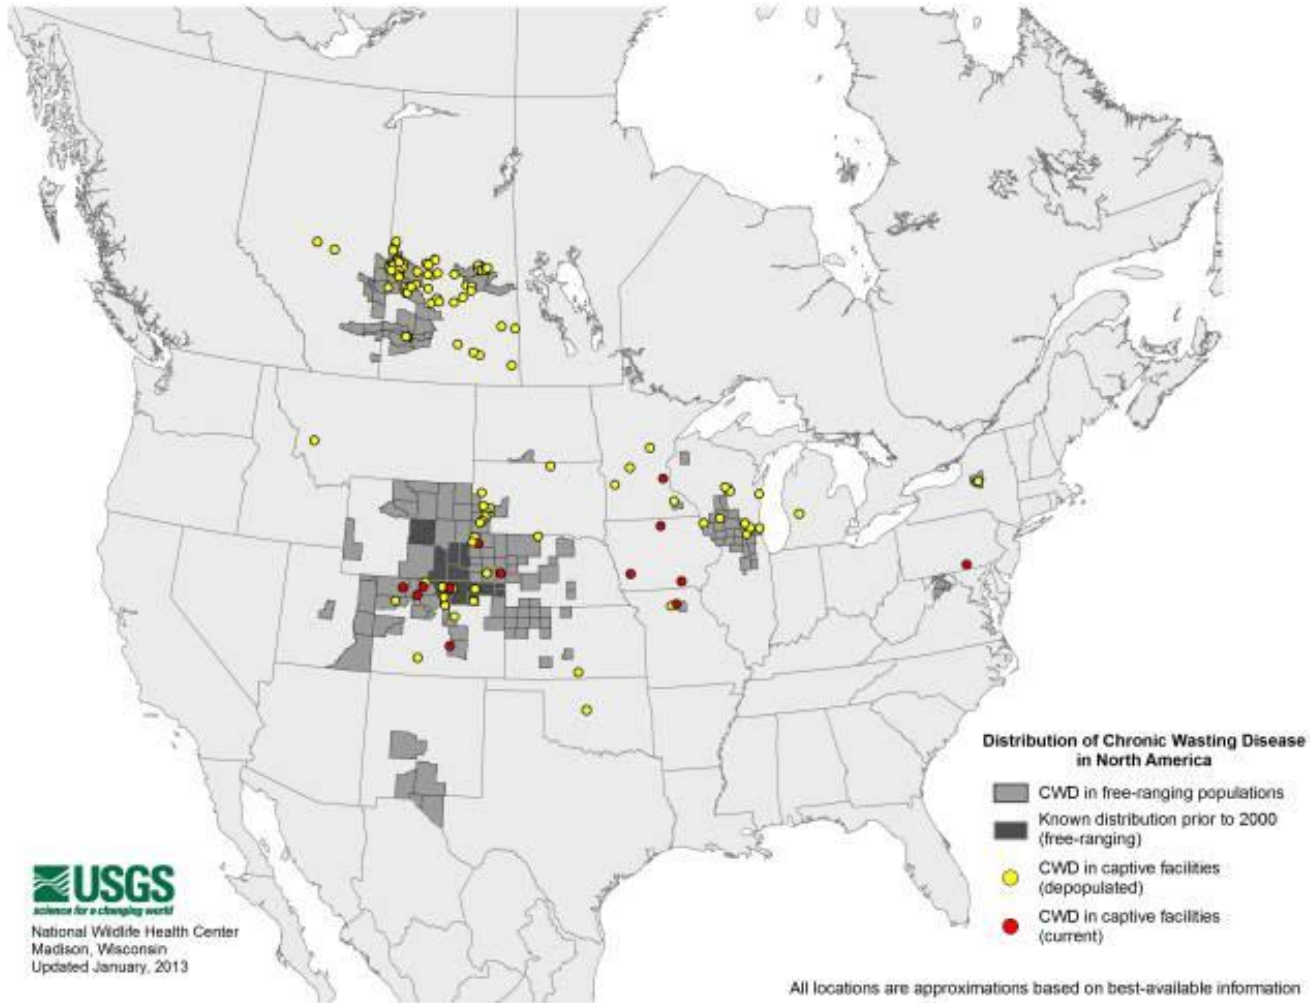 Distribution of Chronic Wasting Disease
in North America
CWD in free-ranging populations
Known distribution prior to 2000
(free-ranging)
CWD in captive facilities
(depopulated)
CWD in captive facilities
(current)
USGS
science for a changing world
National Wildlife Health Center
Madison, Wisconsin
Updated January, 2013
All locations are approximations based on best-available information